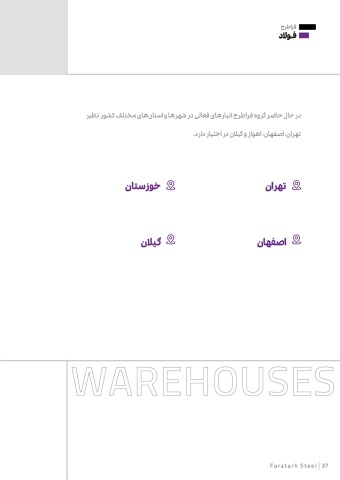 فراطرح
فـولاد
در حال حاضر گروه فراطرح انبارهای فعالی در شهرها و استان‌های مختلف کشور نظیر
تهران، اصفهان، اهواز و گیلان در اختیار دارد.
تهران
خوزستان
اصفهان
گیلان
WAREHOUSES
Faratarh Steel | 37